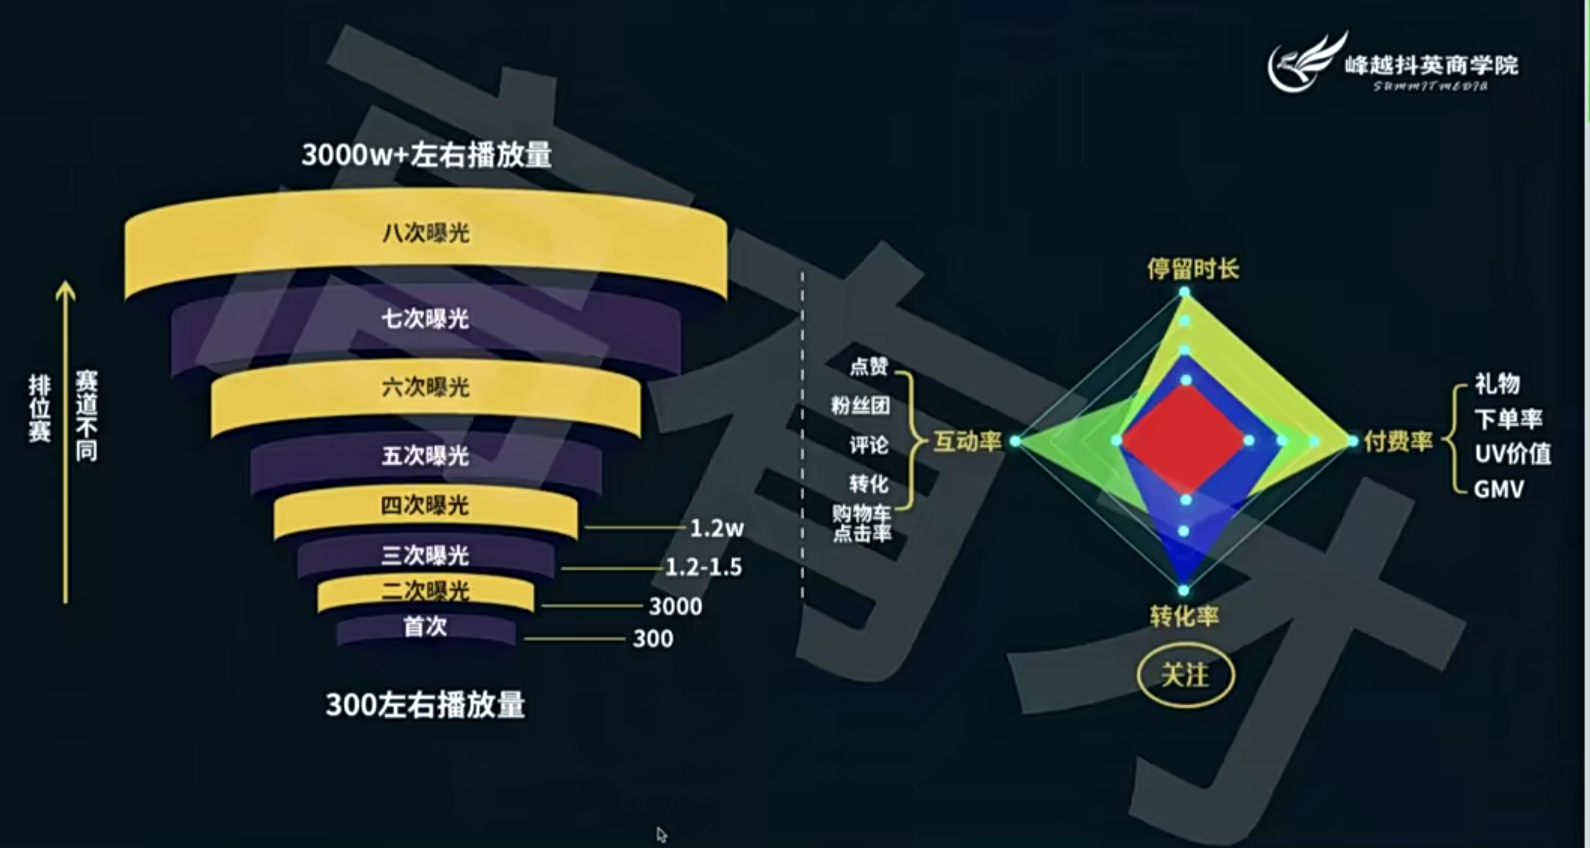 峰越抖英商学院
SUMMITMEDIA
3000w+左右播放量
八次曝光
七次曝光
六次曝光
五次曝光
四次曝光
三次曝光
二次曝光
首次
1.2w
1.2-1.5
3000
300
300左右播放量
排位赛
赛道不同
停留时长
点赞
粉丝团
评论
转化
购物车
点击率
互动率
付费率
礼物
下单率
UV价值
GMV
转化率
关注
有才